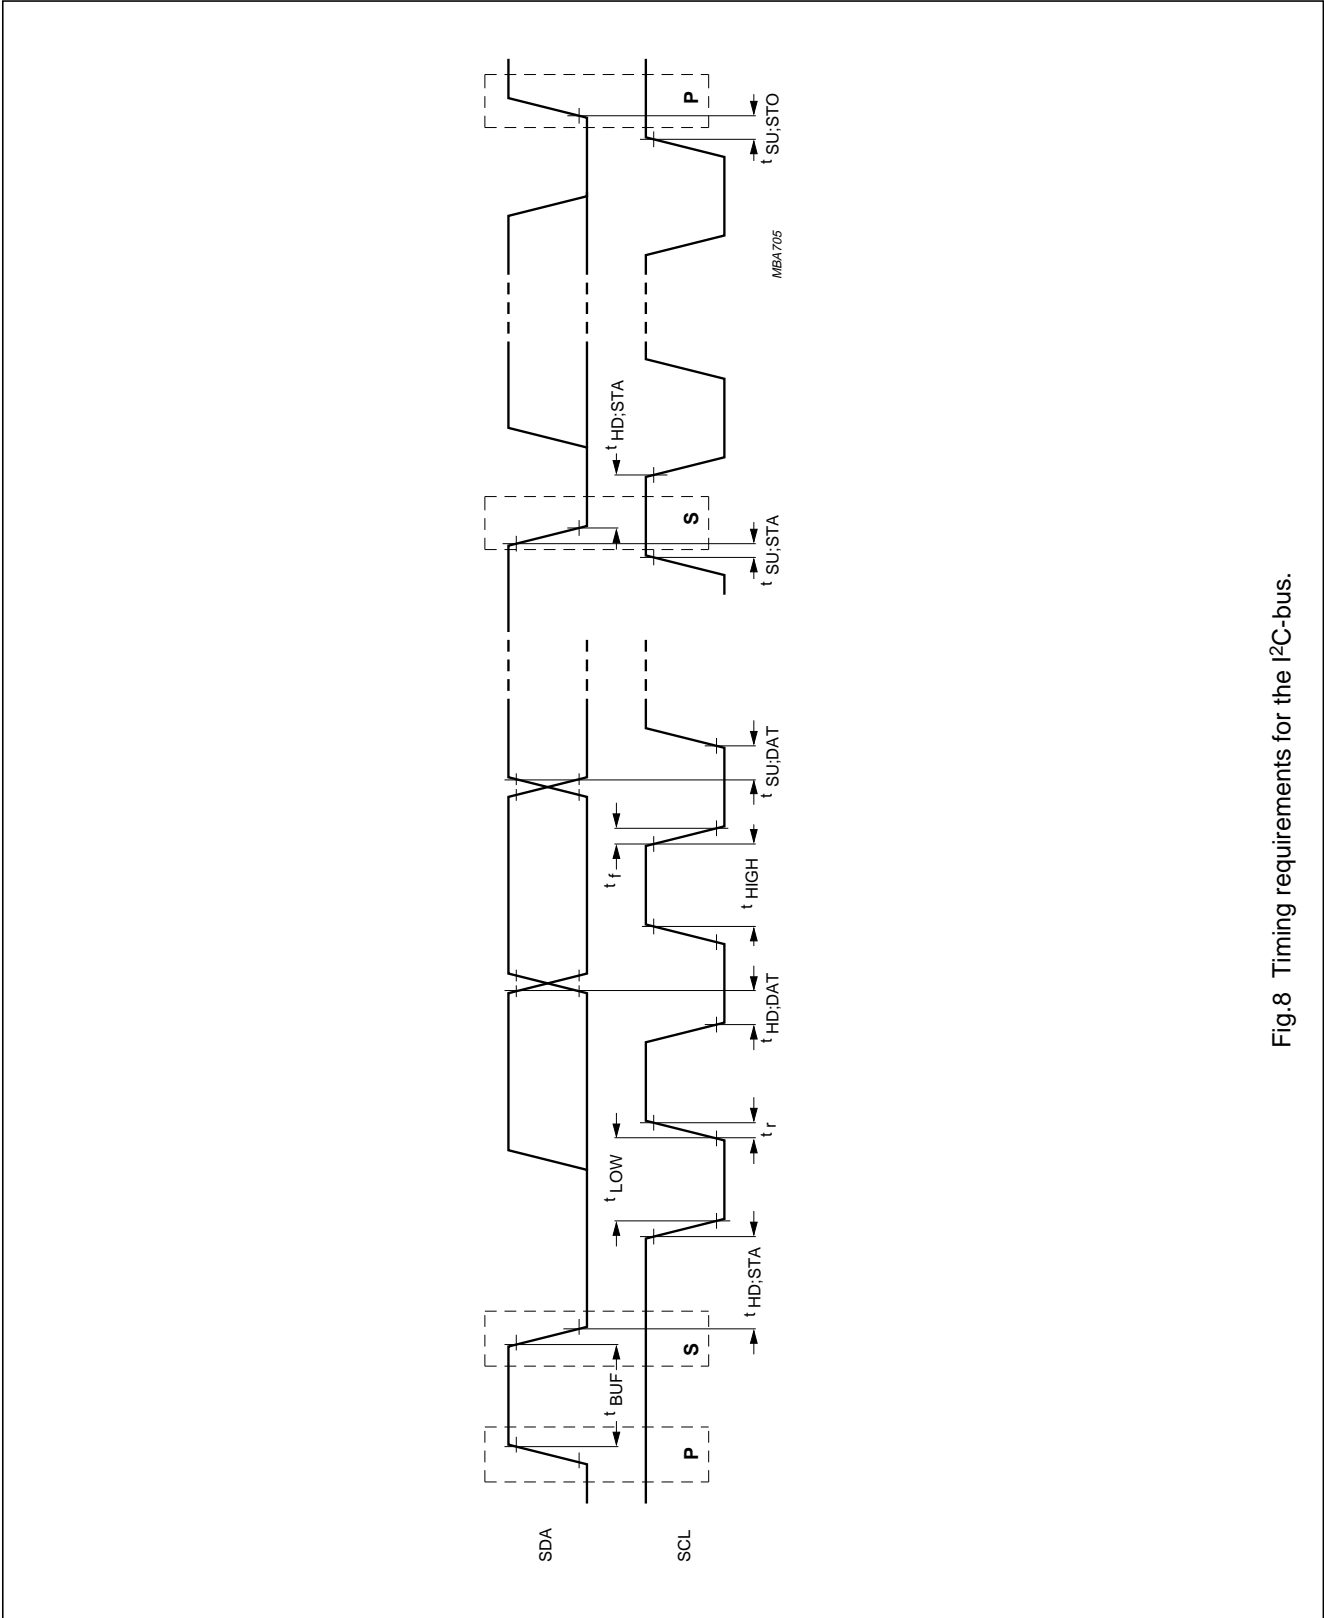 SDA
P
S
P
S
t BUF
t LOW
t f
t HD;STA
SCL
P
S
S
P
t HD;STA
t r
t HD;DAT
t HIGH
t SU;DAT
t SU;STA
t SU;STO
MBA705
Fig.8 Timing requirements for the I²C-bus.